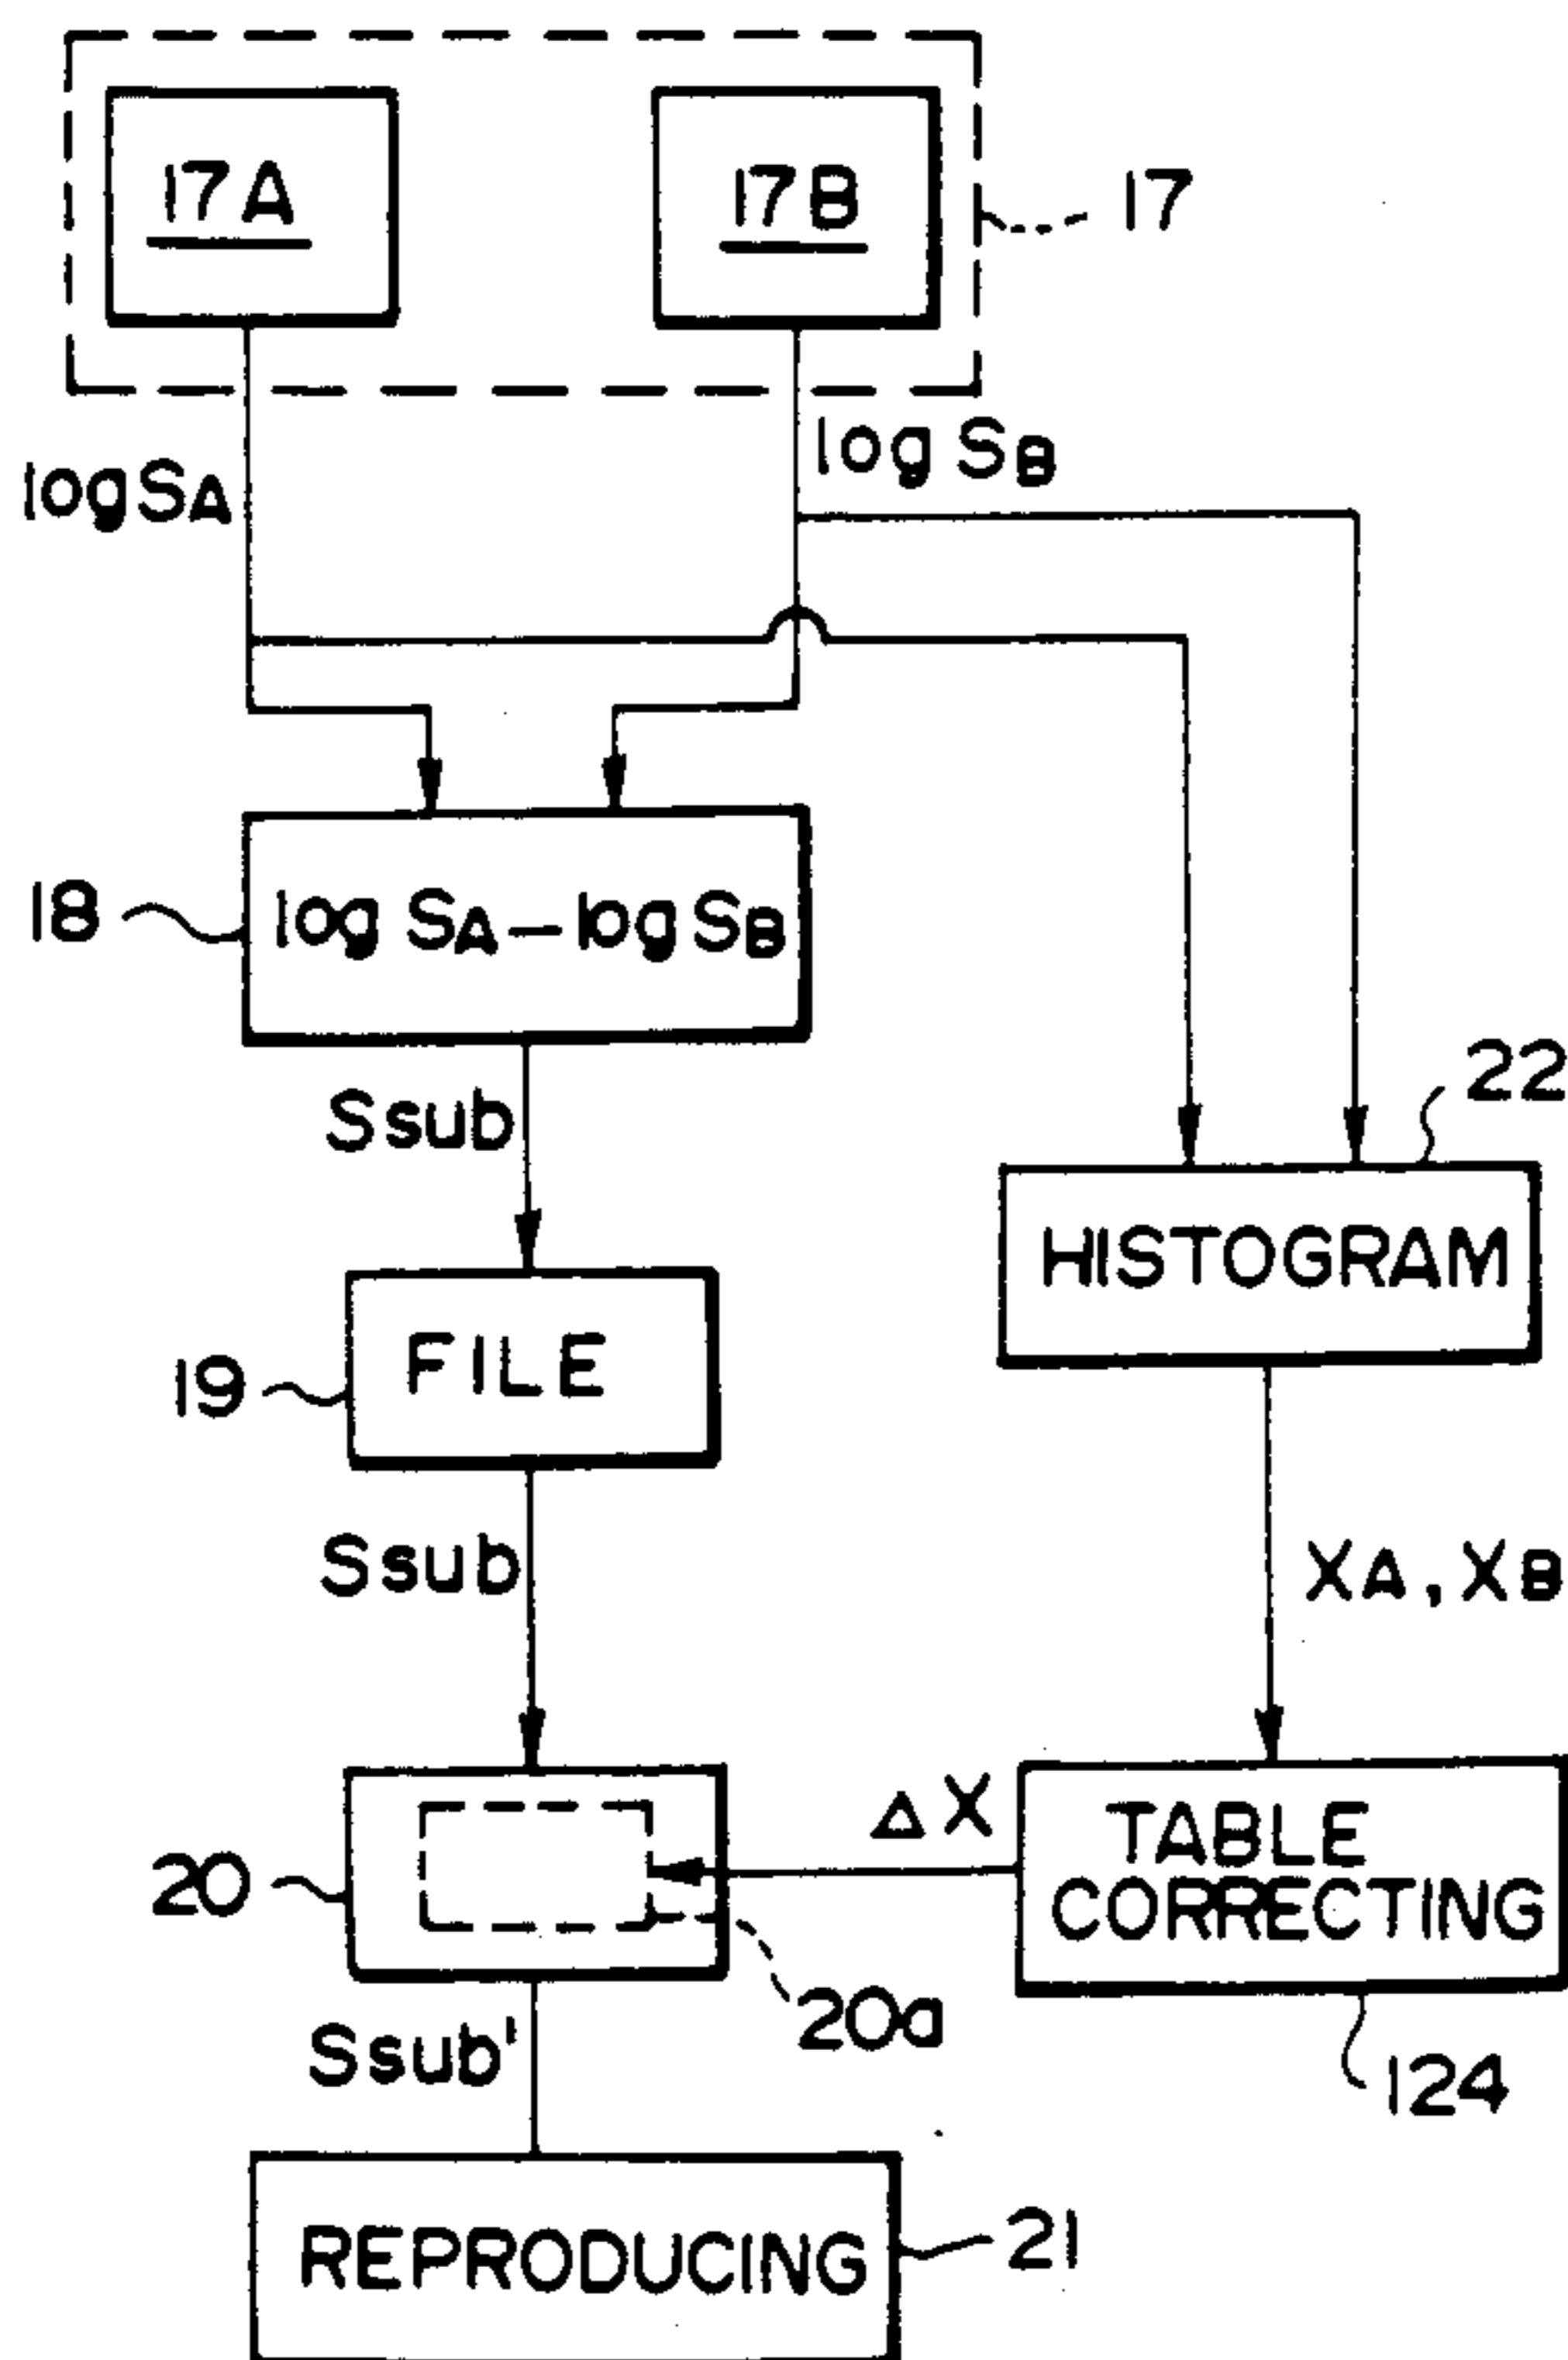 17A
17B
17
log SA
log SB
18
log SA – log SB
Ssub
22
HISTOGRAM
FILE
19
Ssub
XA, XB
20
ΔX
TABLE
CORRECTING
20a
Ssub'
124
REPRODUCING
21